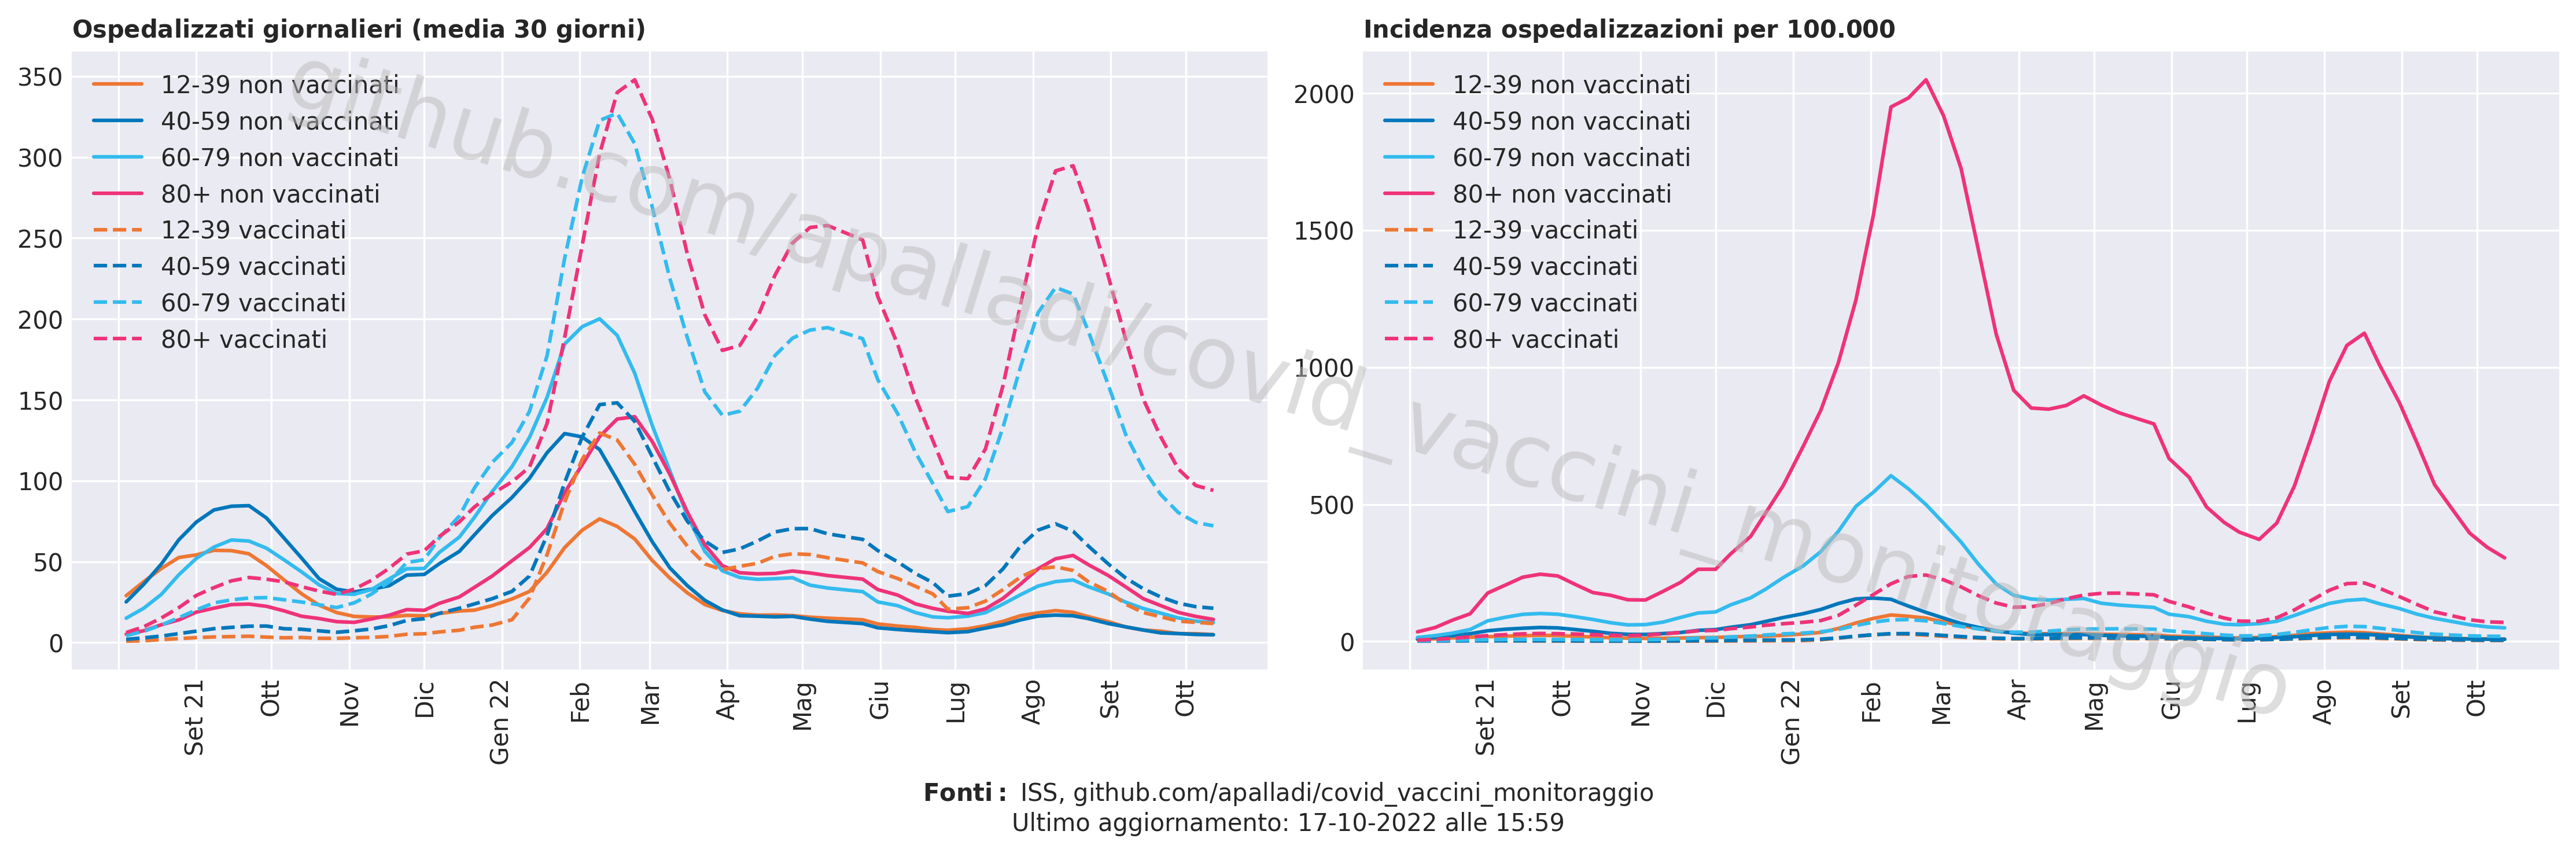 Ospedalizzati giornalieri (media 30 giorni)
350
300
250
200
150
100
50
0
12-39 non vaccinati
40-59 non vaccinati
60-79 non vaccinati
80+ non vaccinati
12-39 vaccinati
40-59 vaccinati
60-79 vaccinati
80+ vaccinati
Set 21
Ott
Nov
Dic
Gen 22
Feb
Mar
Apr
Mag
Giu
Lug
Ago
Set
Ott
Incidenza ospedalizzazioni per 100.000
2000
1500
1000
500
0
12-39 non vaccinati
40-59 non vaccinati
60-79 non vaccinati
80+ non vaccinati
12-39 vaccinati
40-59 vaccinati
60-79 vaccinati
80+ vaccinati
Set 21
Ott
Nov
Dic
Gen 22
Feb
Mar
Apr
Mag
Giu
Lug
Ago
Set
Ott
github.com/apalladi/covid_vaccini_monitoraggio
Fonti: ISS, github.com/apalladi/covid_vaccini_monitoraggio
Ultimo aggiornamento: 17-10-2022 alle 15:59